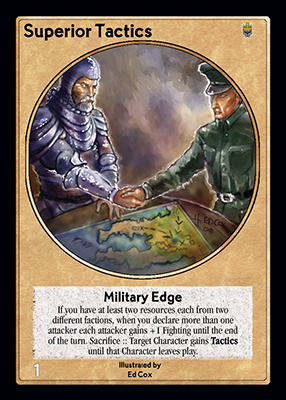 Superior Tactics
H ED Cox
Military Edge
If you have at least two resources each from two
different factions, when you declare more than one
attacker each attacker gains +1 Fighting until the end
of the turn. Sacrifice :: Target Character gains Tactics
until that Character leaves play.
1
Illustrated by
Ed Cox